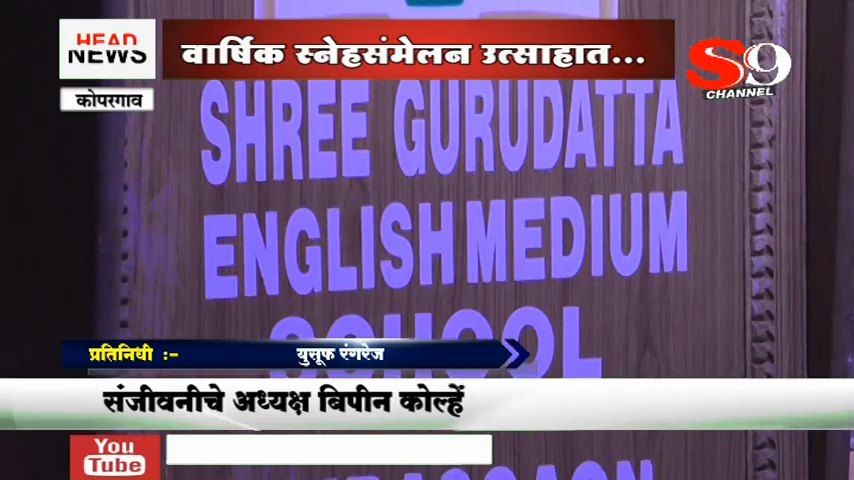 HEAD
NEWS
वार्षिक स्नेहसंमेलन उत्साहात...
S9
CHANNEL
कोपरगाव
SHREE GURUDATTA
ENGLISH MEDIUM
SCHOOL
प्रतिनिधी :-
युसूफ रंगरेज
संजीवनीचे अध्यक्ष बिपीन कोल्हें
You
Tube